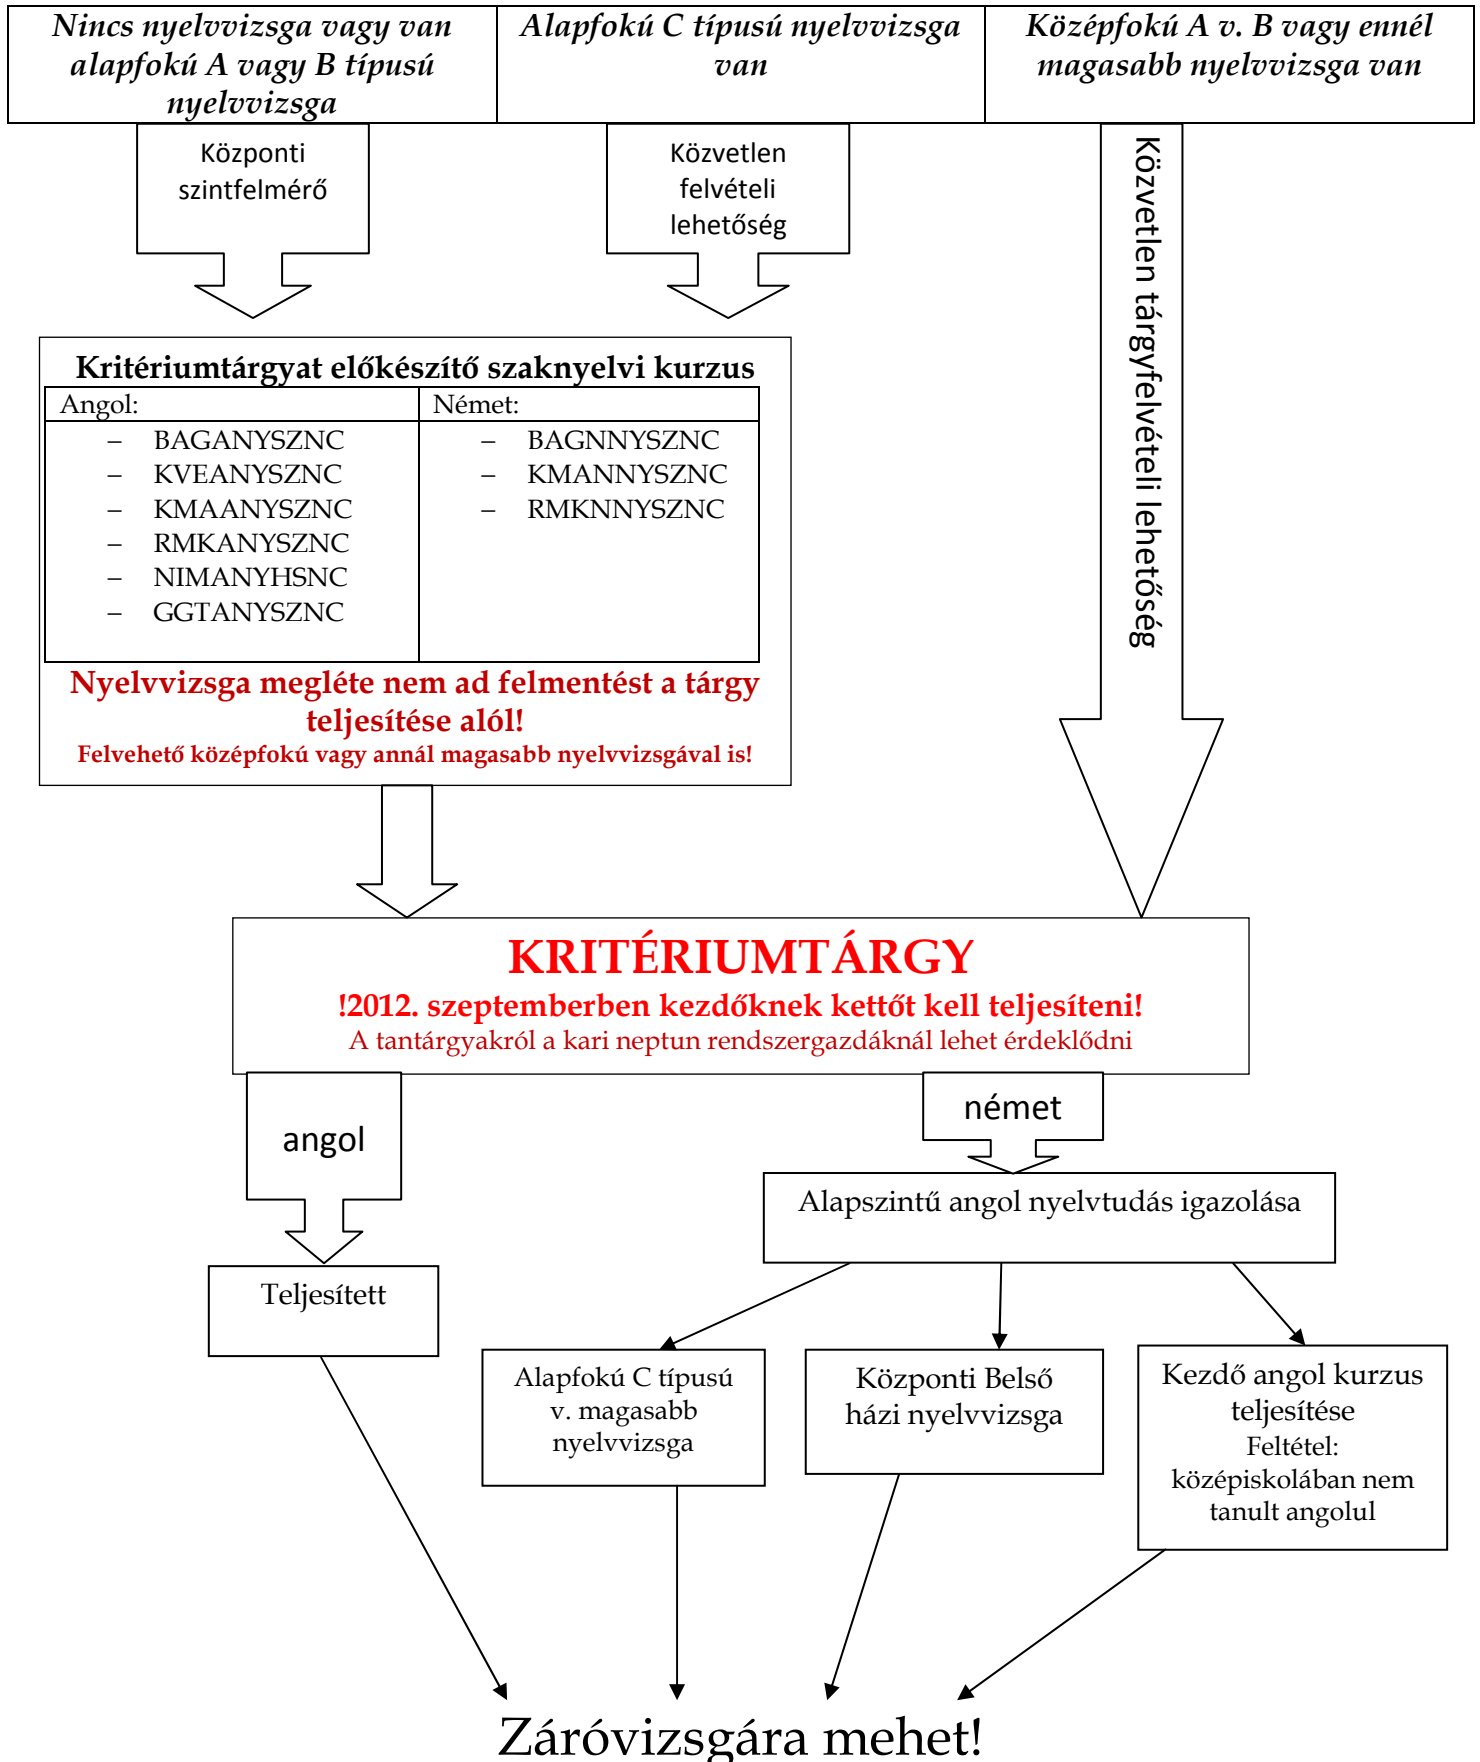 Nincs nyelvvizsga vagy van
alapfokú A vagy B típusú
nyelvvizsga
Alapfokú C típusú nyelvvizsga
van
Középfokú A v. B vagy ennél
magasabb nyelvvizsga van
Központi
szintfelmérő
Közvetlen
felvételi
lehetőség
Közvetlen tárgyfelvételi lehetőség
Kritériumtárgyat előkészítő szaknyelvi kurzus
Angol:
– BAGANYSZNC
– KVEANYSZNC
– KMAANYSZNC
– RMKANYSZNC
– NIMANYHSNC
– GGTANYSZNC
Német:
– BAGNNYSZNC
– KMANNYSZNC
– RMKNNYSZNC
Nyelvvizsga megléte nem ad felmentést a tárgy
teljesítése alól!
Felvehető középfokú vagy annál magasabb nyelvvizsgával is!
KRITÉRIUMTÁRGY
!2012. szeptemberben kezdőknek kettőt kell teljesíteni!
A tantárgyakról a kari neptun rendszergazdáknál lehet érdeklődni
angol
német
Alapszintű angol nyelvtudás igazolása
Teljesített
Alapfokú C típusú
v. magasabb
nyelvvizsga
Központi Belső
házi nyelvvizsga
Kezdő angol kurzus
teljesítése
Feltétel:
középiskolában nem
tanult angolul
Záróvizsgára mehet!